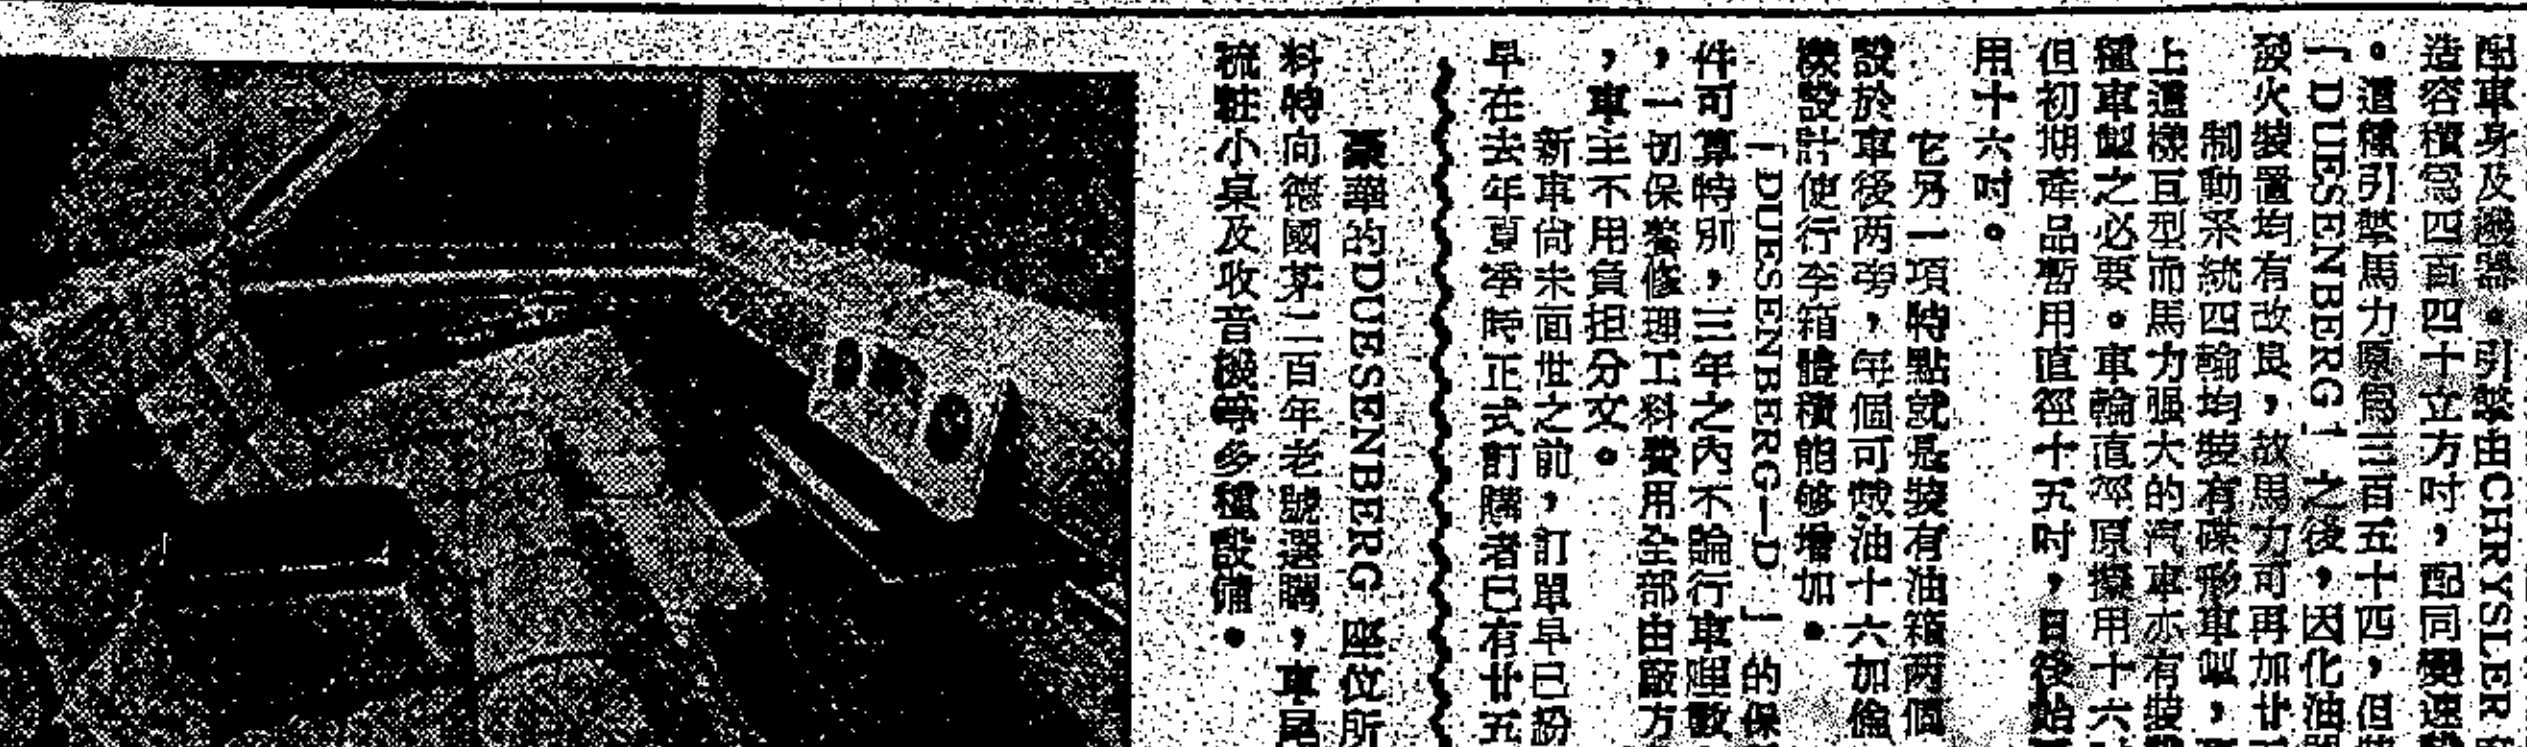 配車身及機器。引擎由CHRYSLER
造容積為四百四十立方吋,配同變速
。這種引擎馬力原為三百五十四,但
「DUESENBERG」之後,因化油
發火裝置均有改良,故馬力可再加廿
制動系統四輪均裝有碟形車掣,
上這樣巨型而馬力强大的汽車亦有裝
種車掣之必要。車輪直徑原擬用十六
但初期產品暫用直徑十五吋,日後始
用十六吋。
它另一項特點就是裝有油箱两個
設於車後两旁,每個可載油十六加侖
樣設計使行李箱體積能够增加。
「DUESENBERG—D」的保
件可算特別,三年之內不論行車哩數
,一切保養修理工料費用全部由廠方
,車主不用負担分文。
新車尚未面世之前,訂單早已紛
早在去年夏季時正式訂購者已有廿五
豪華的DUESENBERG
料特向德國茅二百年老號選購,車尾
梳粧小桌及收音機等多種設備。